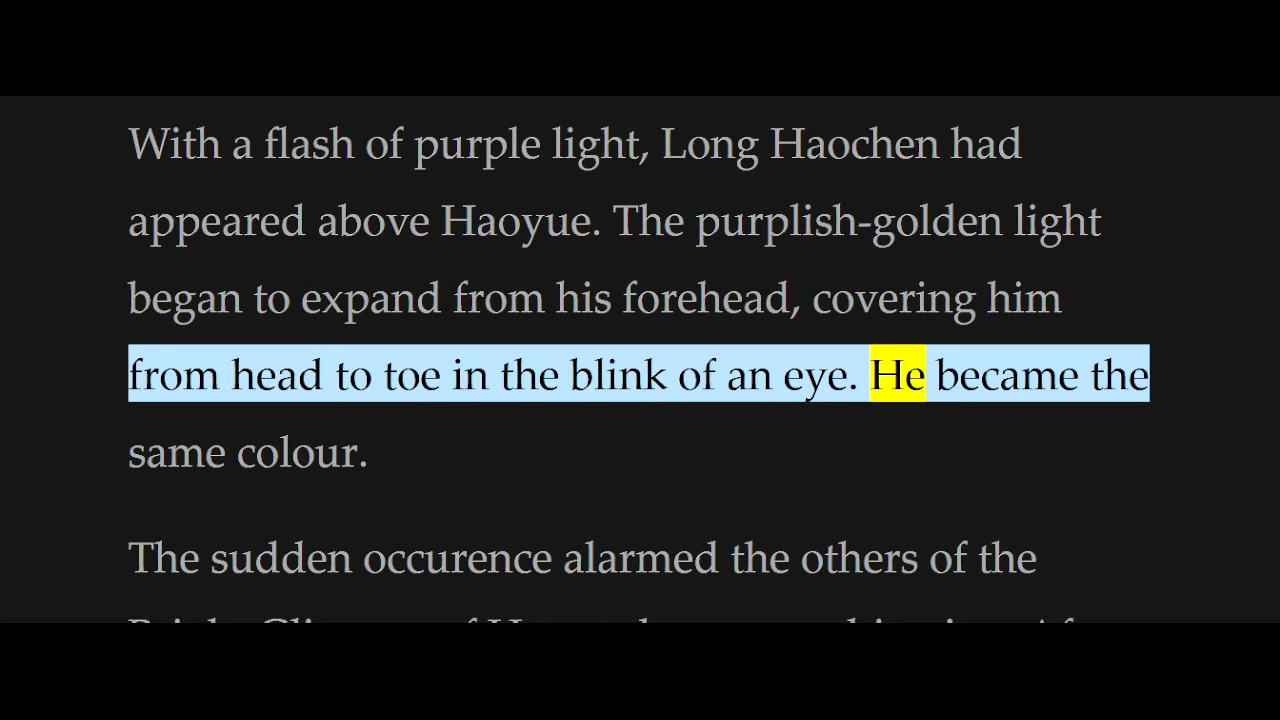 With a flash of purple light, Long Haochen had
appeared above Haoyue. The purplish-golden light
began to expand from his forehead, covering him
from head to toe in the blink of an eye. He became the
same colour.
The sudden occurence alarmed the others of the